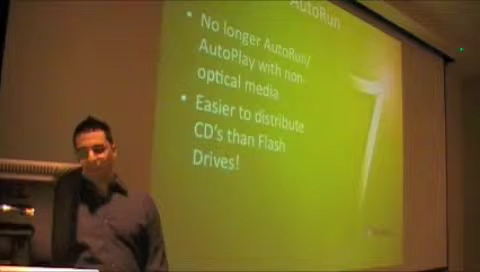 AutoRun
• No longer AutoRun/
AutoPlay with non-
optical media
• Easier to distribute
CD's than Flash
Drives!